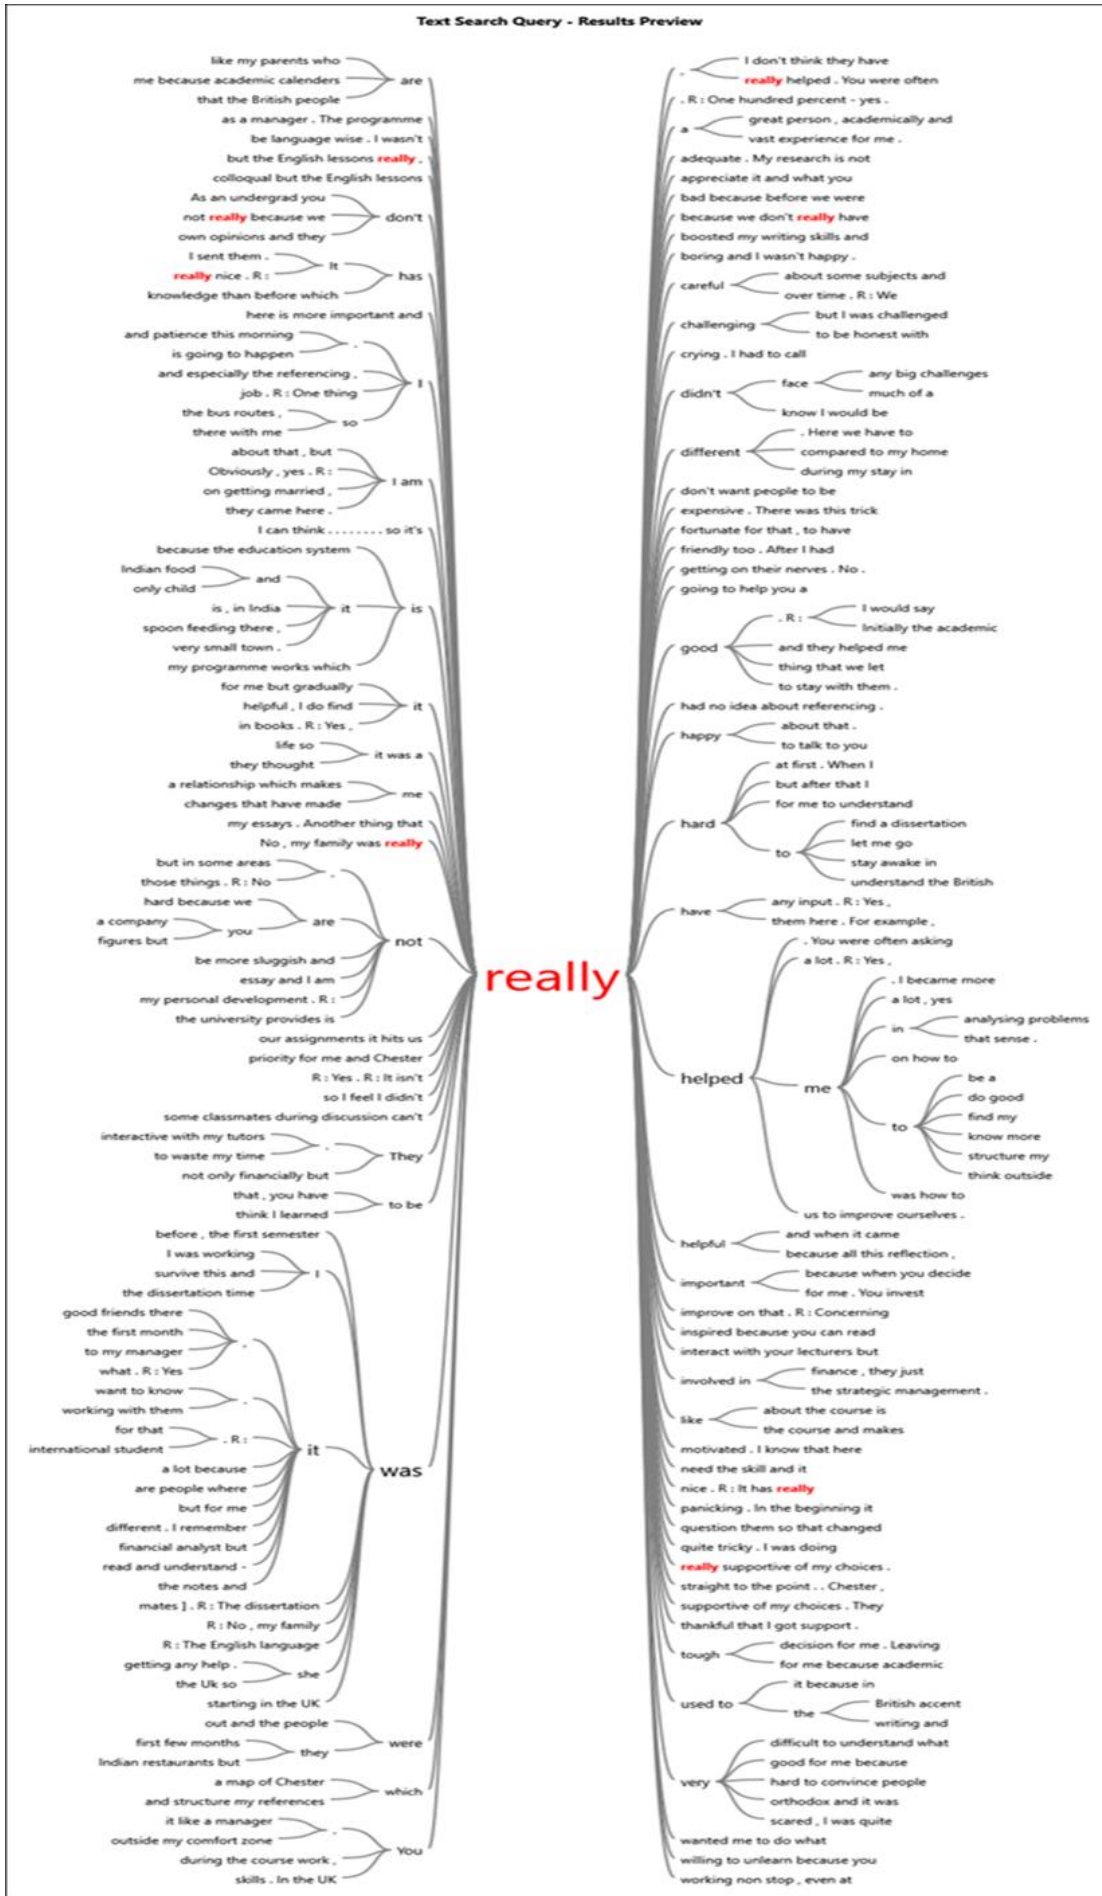 Text Search Query - Results Preview
like my parents who
me because academic calenders
that the British people
are
as a manager . The programme
be language wise . I wasn't
but the English lessons really ,
colloqual but the English lessons
As an undergrad you
not really because we
own opinions and they
don't
I sent them .
really nice . R :
It
knowledge than before which
has
here is more important and
and patience this morning
is going to happen
.
and especially the referencing .
job . R : One thing
the bus routes ,
there with me
so
I
about that , but
Obviously , yes . R :
on getting married ,
they came here .
I am
I can think . . . . . . . . so it's
because the education system
Indian food
only child
and
is , in India
spoon feeding there ,
very small town .
it
my programme works which
is
for me but gradually
helpful , I do find
in books . R : Yes ,
it
life so
they thought
it was a
a relationship which makes
changes that have made
me
my essays . Another thing that
No , my family was really
but in some areas
those things . R : No
hard because we
a company
figures but
you
are
be more sluggish and
essay and I am
my personal development . R :
the university provides is
not
our assignments it hits us
priority for me and Chester
R : Yes . R : It isn't
so I feel I didn't
some classmates during discussion can't
interactive with my tutors
to waste my time
.
not only financially but
They
that , you have
think I learned
to be
before , the first semester
I was working
survive this and
the dissertation time
I
good friends there
the first month
to my manager
what . R : Yes
want to know
working with them
for that
international student
. R :
a lot because
are people where
but for me
different . I remember
financial analyst but
read and understand -
the notes and
it
mates ] . R : The dissertation
R : No , my family
R : The English language
getting any help .
the Uk so
she
starting in the UK
was
out and the people
first few months
Indian restaurants but
they
were
a map of Chester
and structure my references
which
it like a manager
outside my comfort zone
during the course work ,
skills . In the UK
You
really
I don't think they have
really helped . You were often
. R : One hundred percent - yes .
a
great person , academically and
vast experience for me .
adequate . My research is not
appreciate it and what you
bad because before we were
because we don't really have
boosted my writing skills and
boring and I wasn't happy .
careful
about some subjects and
over time . R : We
challenging
but I was challenged
to be honest with
crying . I had to call
didn't
face
any big challenges
much of a
know I would be
different
. Here we have to
compared to my home
during my stay in
don't want people to be
expensive . There was this trick
fortunate for that , to have
friendly too . After I had
getting on their nerves . No .
going to help you a
good
. R :
I would say
Initially the academic
and they helped me
thing that we let
to stay with them .
had no idea about referencing .
happy
about that .
to talk to you
hard
at first . When I
but after that I
for me to understand
to
find a dissertation
let me go
stay awake in
understand the British
have
any input . R : Yes ,
them here . For example ,
helped
. You were often asking
a lot . R : Yes ,
me
. I became more
a lot , yes
in
analysing problems
that sense .
on how to
to
be a
do good
find my
know more
structure my
think outside
was how to
us to improve ourselves .
helpful
and when it came
because all this reflection ,
important
because when you decide
for me . You invest
improve on that . R : Concerning
inspired because you can read
interact with your lecturers but
involved in
finance , they just
the strategic management .
like
about the course is
the course and makes
motivated . I know that here
need the skill and it
nice . R : It has really
panicking . In the beginning it
question them so that changed
quite tricky . I was doing
really supportive of my choices .
straight to the point . . Chester ,
supportive of my choices . They
thankful that I got support .
tough
decision for me . Leaving
for me because academic
used to
it because in
the
British accent
writing and
very
difficult to understand what
good for me because
hard to convince people
orthodox and it was
scared , I was quite
wanted me to do what
willing to unlearn because you
working non stop , even at